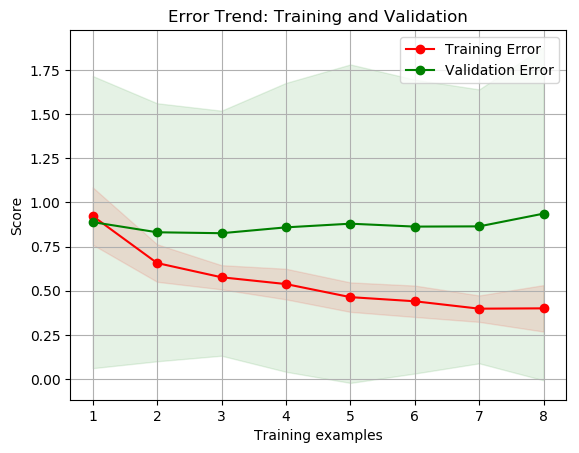 Error Trend: Training and Validation
Training Error
Validation Error
1.75
1.50
1.25
1.00
0.75
0.50
0.25
0.00
Score
1 2 3 4 5 6 7 8
Training examples